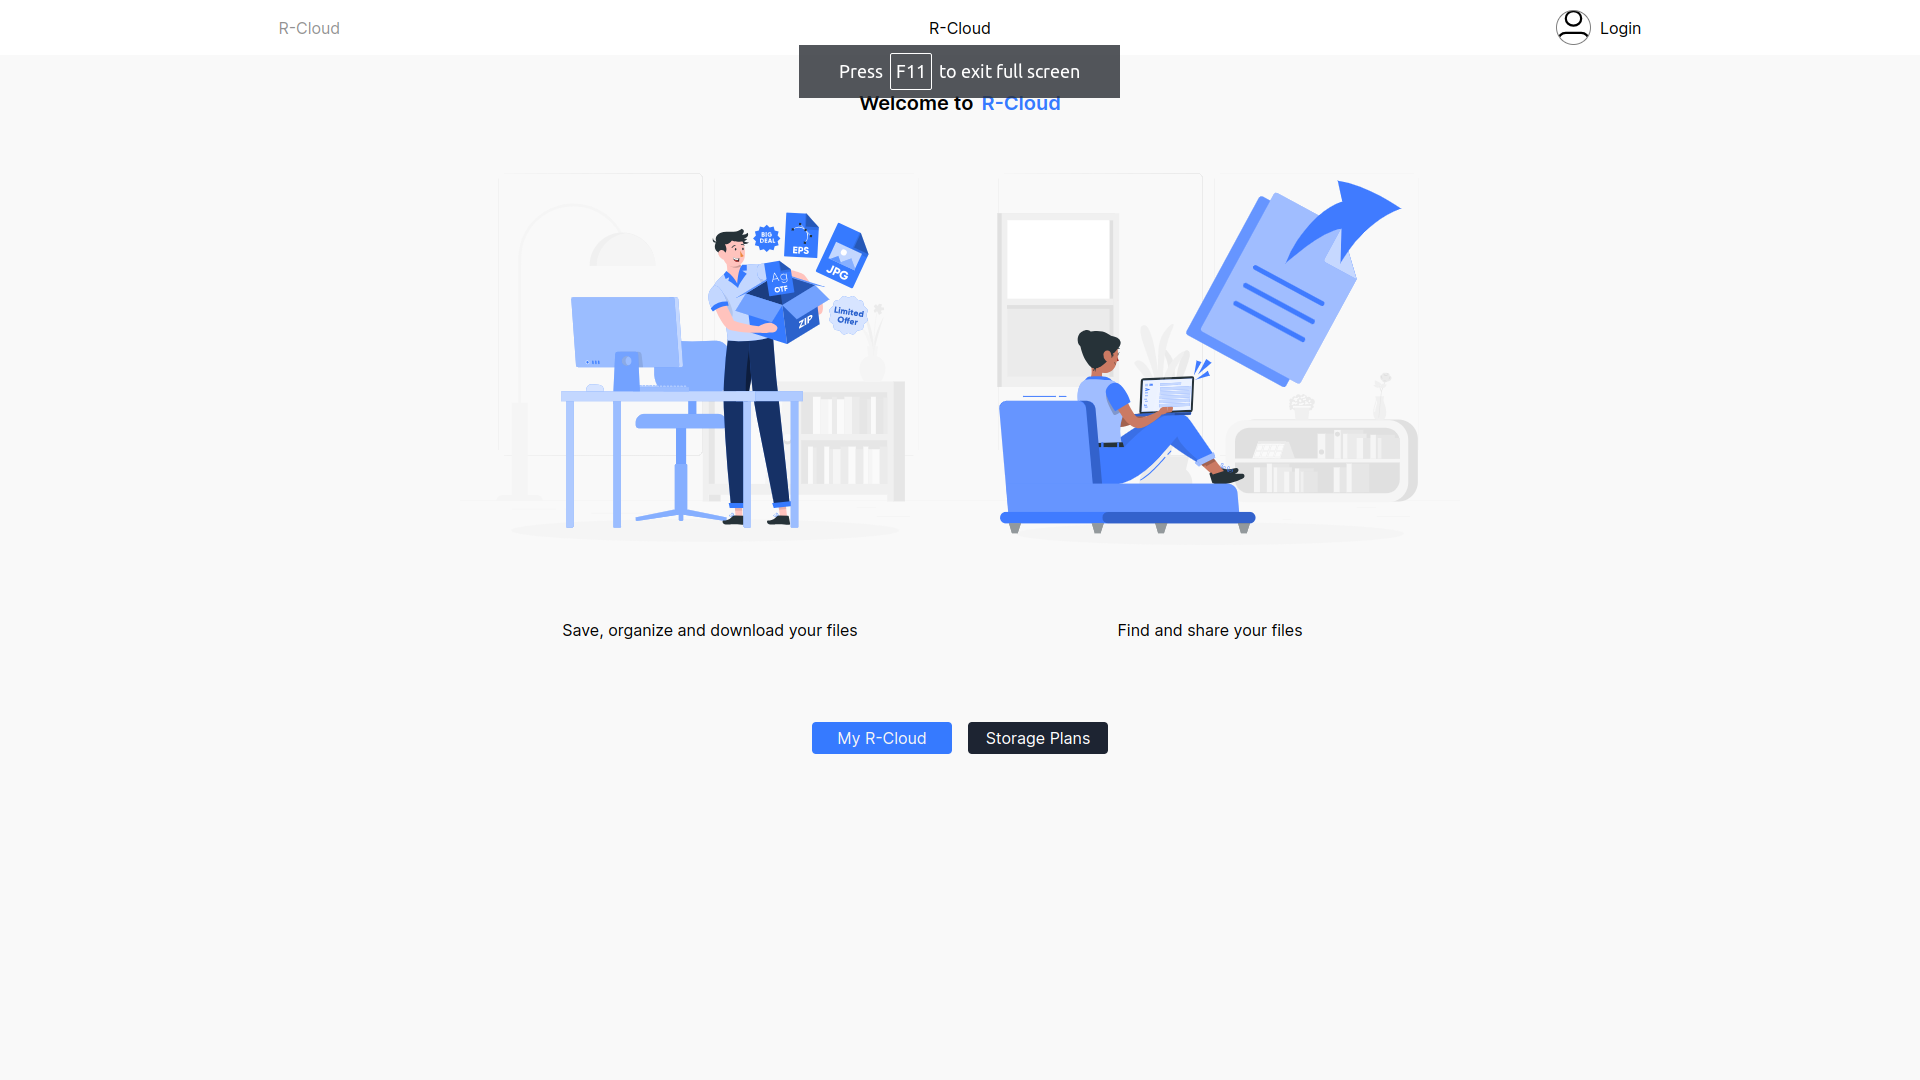 R-Cloud
R-Cloud
Login
Press F11 to exit full screen
Welcome to R-Cloud
BIG
DEAL
EPS
JPG
Ag
OTF
ZIP
Limited
Offer
Save, organize and download your files
Find and share your files
My R-Cloud
Storage Plans